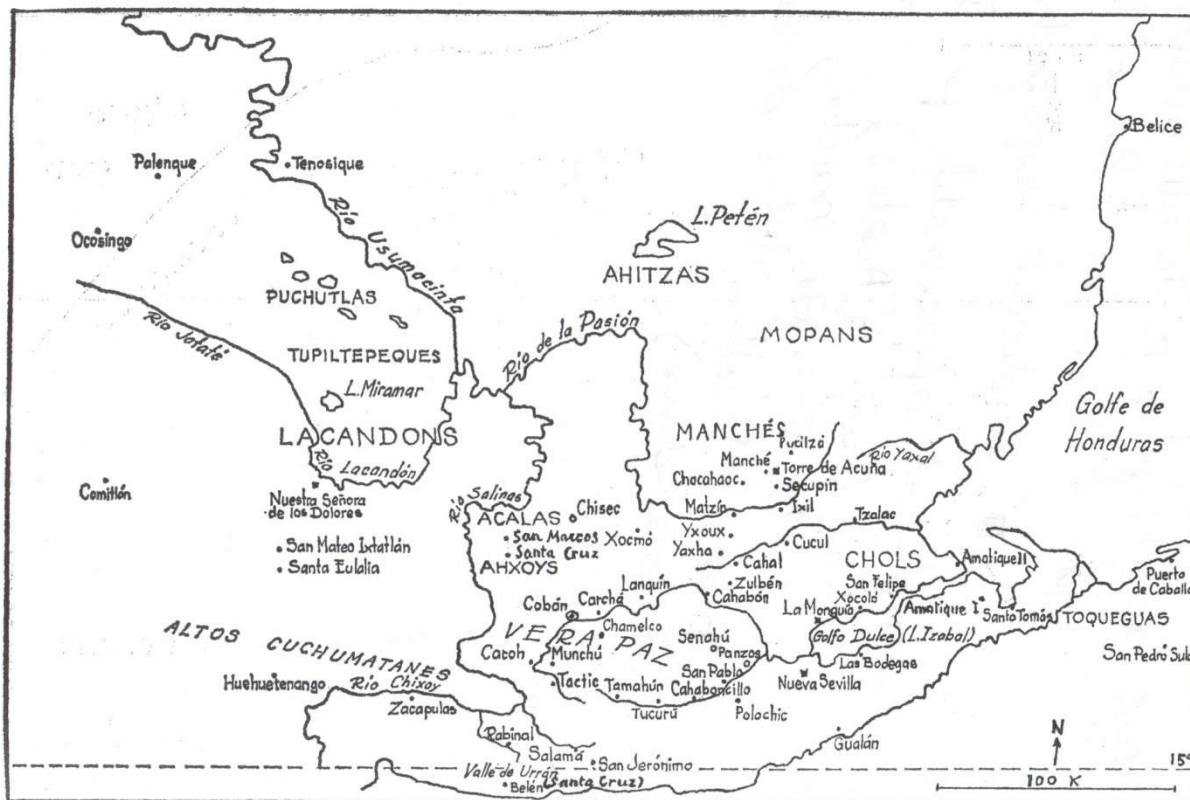 Belice
Palenque
Tenosique
Río Usumacinta
L. Petén
Ocosingo
AHITZAS
PUCHUTLAS
Río de la Pasión
MOPANS
Río Jataté
TUPILTEPEQUES
L. Miramar
Golfe de
Honduras
LACANDONS
MANCHÉS
Pucilzá
Río Yaxal
Manché
Torre de Acuña
Río
Lacandón
Chocahaoc
Secupín
Comitlán
Nuestra Señora
de los Dolores
Río Salinas
ACALAS
Chisec
Matzín
Ixil
Tzalac
San Marcos
Xocmó
Yxoux
San Mateo Ixtatlán
Santa Cruz
Yaxha
Cucul
CHOLS
Santa Eulalia
AHXOYS
Cahal
Amatique II
Puerto
de Caballo
Lanquín
Zulbén
San Felipe
Cobán
Carchá
Cahabón
Xocoló
La Monguía
Amatique I
Santo Tomás
TOQUEGUAS
ALTOS CUCHUMATANES
VERA PAZ
Chamelco
Senahú
Golfo Dulce (L. Izabal)
Catoh
Munchú
Panzos
San Pablo
Las Bodegas
San Pedro Sula
Huehuetenango
Río Chixoy
Tactic
Tamahún
Cahaboncillo
Nueva Sevilla
Zacapulas
Tucurú
Polochic
Rabinal
Gualán
N
Salamá
San Jerónimo
15°
Valle de Urrán
Belén
(Santa Cruz)
100 K